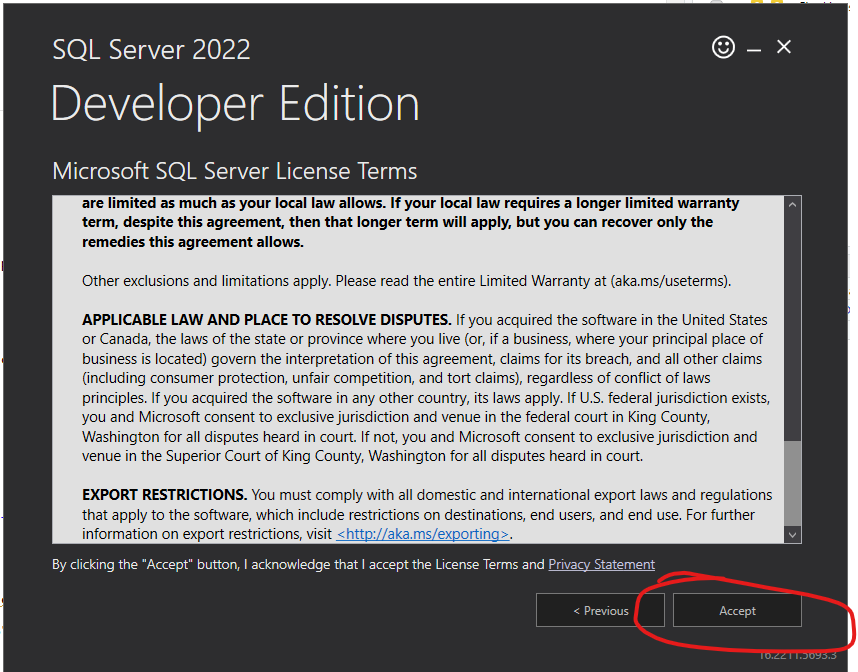 SQL Server 2022
Developer Edition
Microsoft SQL Server License Terms
are limited as much as your local law allows. If your local law requires a longer limited warranty
term, despite this agreement, then that longer term will apply, but you can recover only the
remedies this agreement allows.
Other exclusions and limitations apply. Please read the entire Limited Warranty at (aka.ms/useterms).
APPLICABLE LAW AND PLACE TO RESOLVE DISPUTES. If you acquired the software in the United States
or Canada, the laws of the state or province where you live (or, if a business, where your principal place of
business is located) govern the interpretation of this agreement, claims for its breach, and all other claims
(including consumer protection, unfair competition, and tort claims), regardless of conflict of laws
principles. If you acquired the software in any other country, its laws apply. If U.S. federal jurisdiction exists,
you and Microsoft consent to exclusive jurisdiction and venue in the federal court in King County,
Washington for all disputes heard in court. If not, you and Microsoft consent to exclusive jurisdiction and
venue in the Superior Court of King County, Washington for all disputes heard in court.
EXPORT RESTRICTIONS. You must comply with all domestic and international export laws and regulations
that apply to the software, which include restrictions on destinations, end users, and end use. For further
information on export restrictions, visit <http://aka.ms/exporting>.
By clicking the "Accept" button, I acknowledge that I accept the License Terms and Privacy Statement
< Previous
Accept
16.2211.5693.3